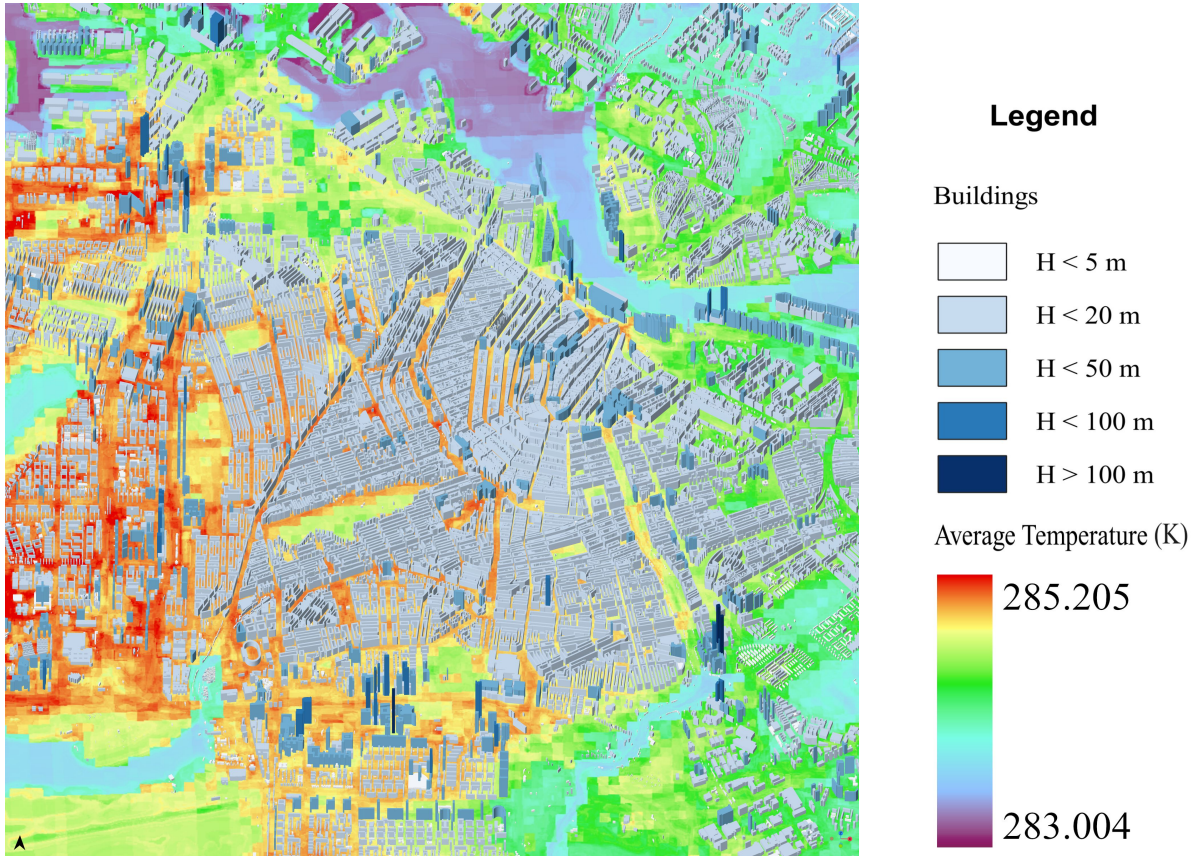 Legend
Buildings
H < 5 m
H < 20 m
H < 50 m
H < 100 m
H > 100 m
Average Temperature (K)
285.205
283.004